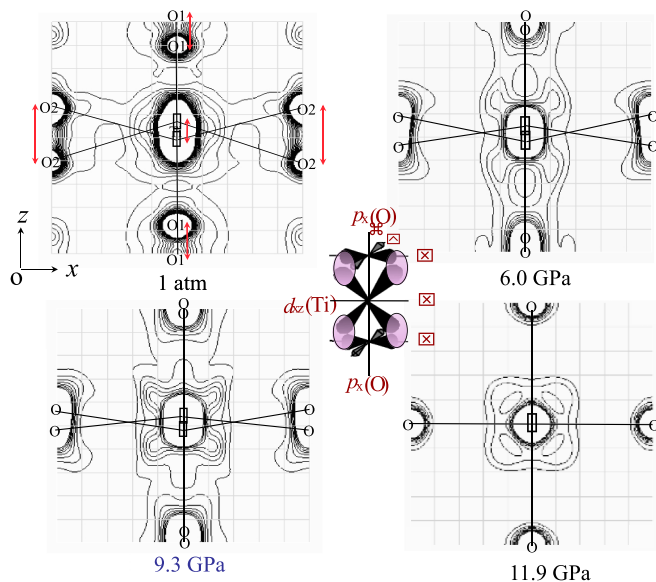 O1
O1
O2
O2
O2
O2
O1
O1
z
o
x
1 atm
O
O
O
O
O
O
O
O
6.0 GPa
pₓ(O)
⌘
dₓz(Ti)
pₓ(O)
O
O
O
O
O
O
O
O
9.3 GPa
O
O
O
O
11.9 GPa